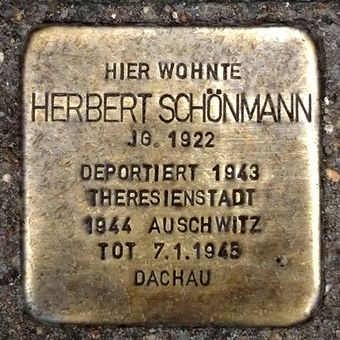 HIER WOHNTE
HERBERT SCHÖNMANN
JG. 1922
DEPORTIERT 1943
THERESIENSTADT
1944 AUSCHWITZ
TOT 7.1.1945
DACHAU